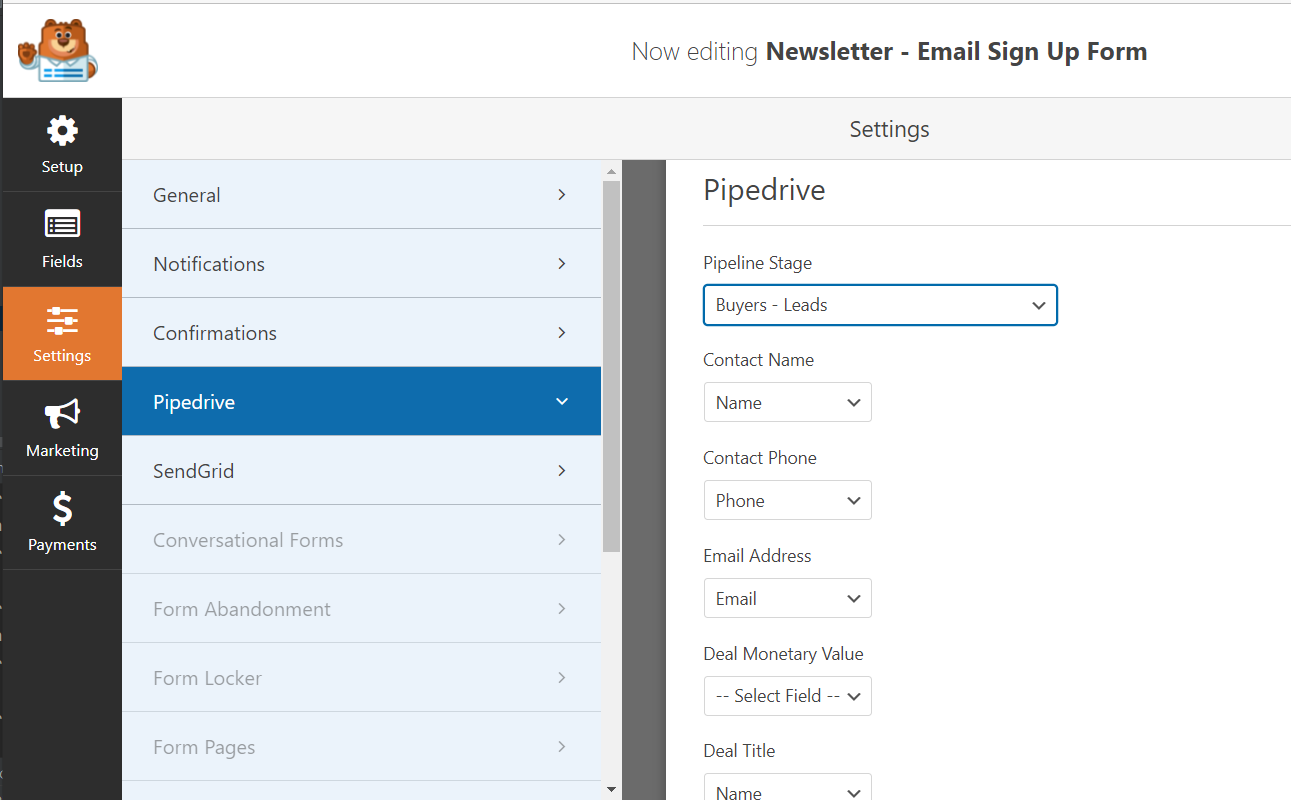 Now editing Newsletter - Email Sign Up Form
Setup
Fields
Settings
Marketing
Payments
Settings
General
Notifications
Confirmations
Pipedrive
SendGrid
Conversational Forms
Form Abandonment
Form Locker
Form Pages
Pipedrive
Pipeline Stage
Buyers - Leads
Contact Name
Name
Contact Phone
Phone
Email Address
Email
Deal Monetary Value
-- Select Field --
Deal Title
Name